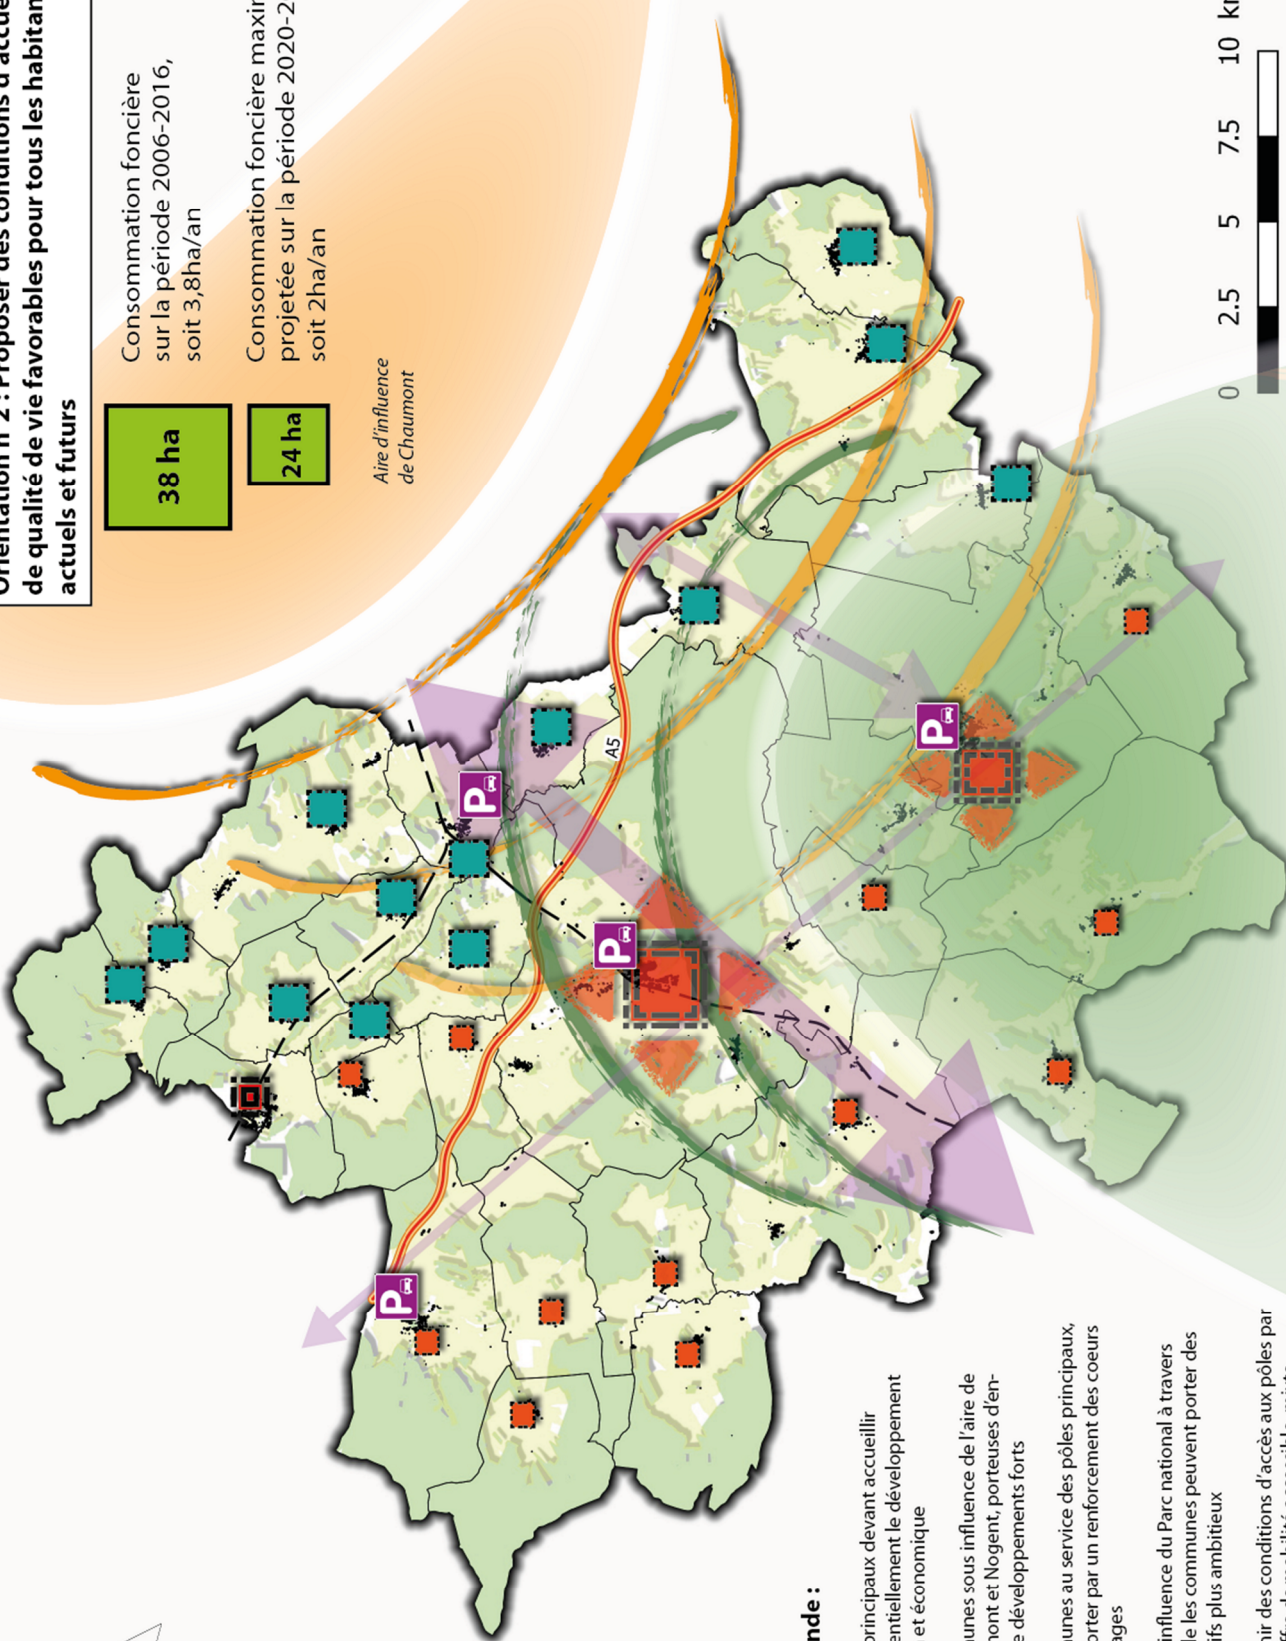 Orientation n°2 : Proposer des conditions d'accue
de qualité de vie favorables pour tous les habitan
actuels et futurs
38 ha
Consommation foncière
sur la période 2006-2016,
soit 3,8ha/an
24 ha
Consommation foncière maxim
projetée sur la période 2020-2
soit 2ha/an
Aire d'influence
de Chaumont
A5
P
P
P
P
nde :
principaux devant accueillir
entiellement le développement
et économique
unes sous influence de l'aire de
mont et Nogent, porteuses d'en-
e développements forts
unes au service des pôles principaux,
orter par un renforcement des coeurs
ages
influence du Parc national à travers
le les communes peuvent porter des
ifs plus ambitieux
nir des conditions d'accès aux pôles par
0 2.5 5 7.5 10 km